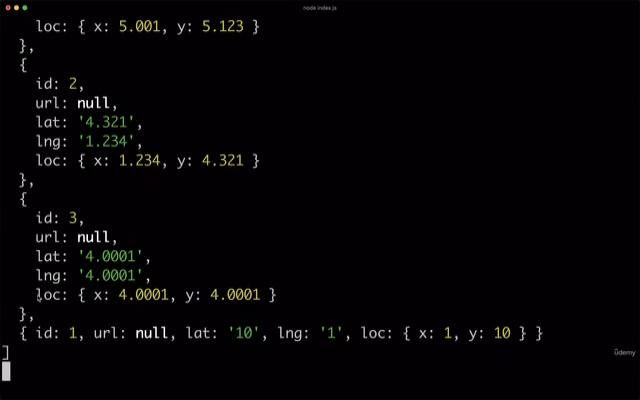 node index.js
loc: { x: 5.001, y: 5.123 }
},
{
id: 2,
url: null,
lat: '4.321',
lng: '1.234',
loc: { x: 1.234, y: 4.321 }
},
{
id: 3,
url: null,
lat: '4.0001',
lng: '4.0001',
loc: { x: 4.0001, y: 4.0001 }
},
{ id: 1, url: null, lat: '10', lng: '1', loc: { x: 1, y: 10 } }
]
ûdemy